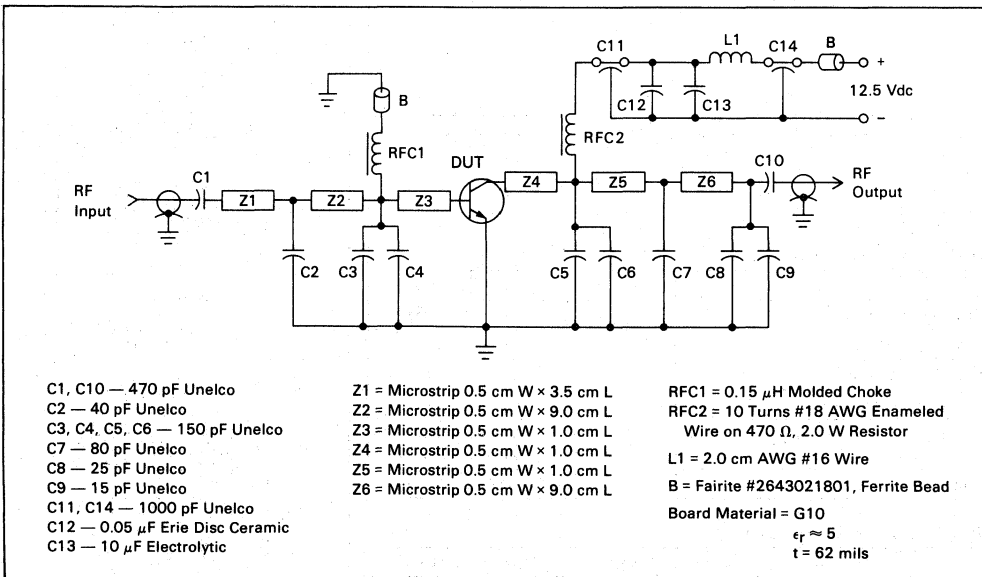 L1
C11
C14
B
+
12.5 Vdc
−
C12
C13
B
RFC1
RFC2
DUT
C1
RF
Input
Z1
Z2
Z3
Z4
Z5
Z6
C10
RF
Output
C2
C3
C4
C5
C6
C7
C8
C9
C1, C10 — 470 pF Unelco
C2 — 40 pF Unelco
C3, C4, C5, C6 — 150 pF Unelco
C7 — 80 pF Unelco
C8 — 25 pF Unelco
C9 — 15 pF Unelco
C11, C14 — 1000 pF Unelco
C12 — 0.05 μF Erie Disc Ceramic
C13 — 10 μF Electrolytic
Z1 = Microstrip 0.5 cm W × 3.5 cm L
Z2 = Microstrip 0.5 cm W × 9.0 cm L
Z3 = Microstrip 0.5 cm W × 1.0 cm L
Z4 = Microstrip 0.5 cm W × 1.0 cm L
Z5 = Microstrip 0.5 cm W × 1.0 cm L
Z6 = Microstrip 0.5 cm W × 9.0 cm L
RFC1 = 0.15 μH Molded Choke
RFC2 = 10 Turns #18 AWG Enameled
Wire on 470 Ω, 2.0 W Resistor
L1 = 2.0 cm AWG #16 Wire
B = Fairite #2643021801, Ferrite Bead
Board Material = G10
εr ≈ 5
t = 62 mils